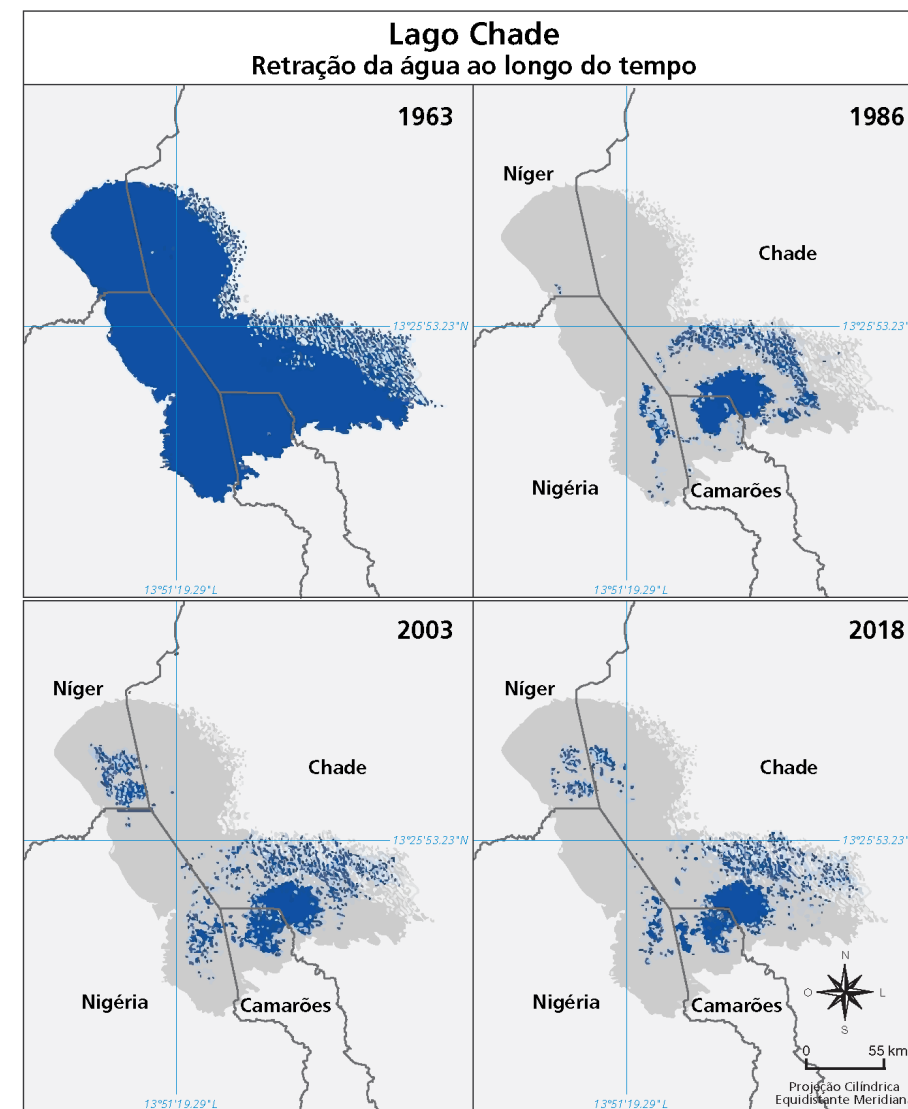 Lago Chade
Retração da água ao longo do tempo
1963
13°25'53.23"N
13°51'19.29"L
1986
Níger
Chade
13°25'53.23"N
Nigéria
Camarões
13°51'19.29"L
2003
Níger
Chade
13°25'53.23"N
Nigéria
Camarões
13°51'19.29"L
2018
Níger
Chade
13°25'53.23"N
Nigéria
Camarões
N
O
L
S
0 55 km
Projeção Cilíndrica
Equidistante Meridian
13°51'19.29"L